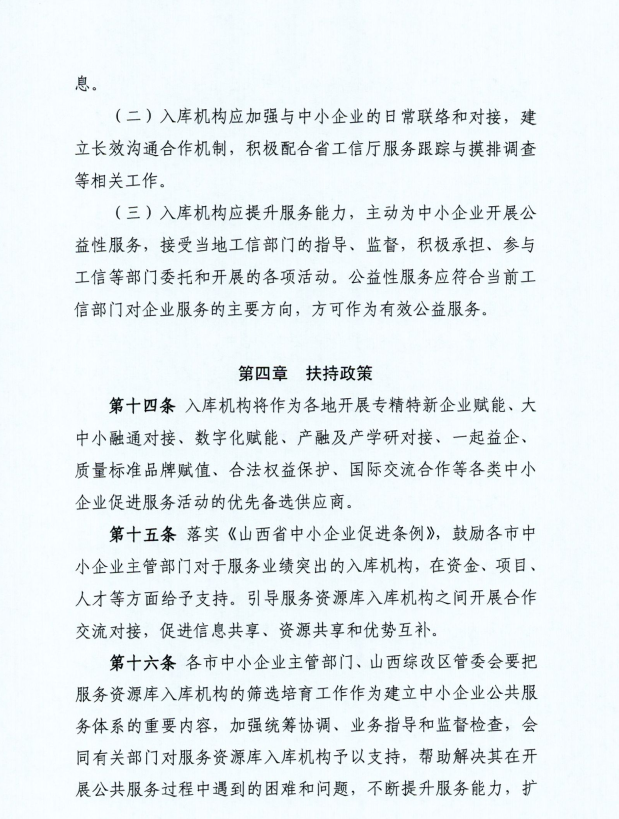 息。
（二）入库机构应加强与中小企业的日常联络和对接，建
立长效沟通合作机制，积极配合省工信厅服务跟踪与摸排调查
等相关工作。
（三）入库机构应提升服务能力，主动为中小企业开展公
益性服务，接受当地工信部门的指导、监督，积极承担、参与
工信等部门委托和开展的各项活动。公益性服务应符合当前工
信部门对企业服务的主要方向，方可作为有效公益服务。
第四章 扶持政策
第十四条 入库机构将作为各地开展专精特新企业赋能、大
中小融通对接、数字化赋能、产融及产学研对接、一起益企、
质量标准品牌赋值、合法权益保护、国际交流合作等各类中小
企业促进服务活动的优先备选供应商。
第十五条 落实《山西省中小企业促进条例》，鼓励各市中
小企业主管部门对于服务业绩突出的入库机构，在资金、项目、
人才等方面给予支持。引导服务资源库入库机构之间开展合作
交流对接，促进信息共享、资源共享和优势互补。
第十六条 各市中小企业主管部门、山西综改区管委会要把
服务资源库入库机构的筛选培育工作作为建立中小企业公共服
务体系的重要内容，加强统筹协调、业务指导和监督检查，会
同有关部门对服务资源库入库机构予以支持，帮助解决其在开
展公共服务过程中遇到的困难和问题，不断提升服务能力，扩